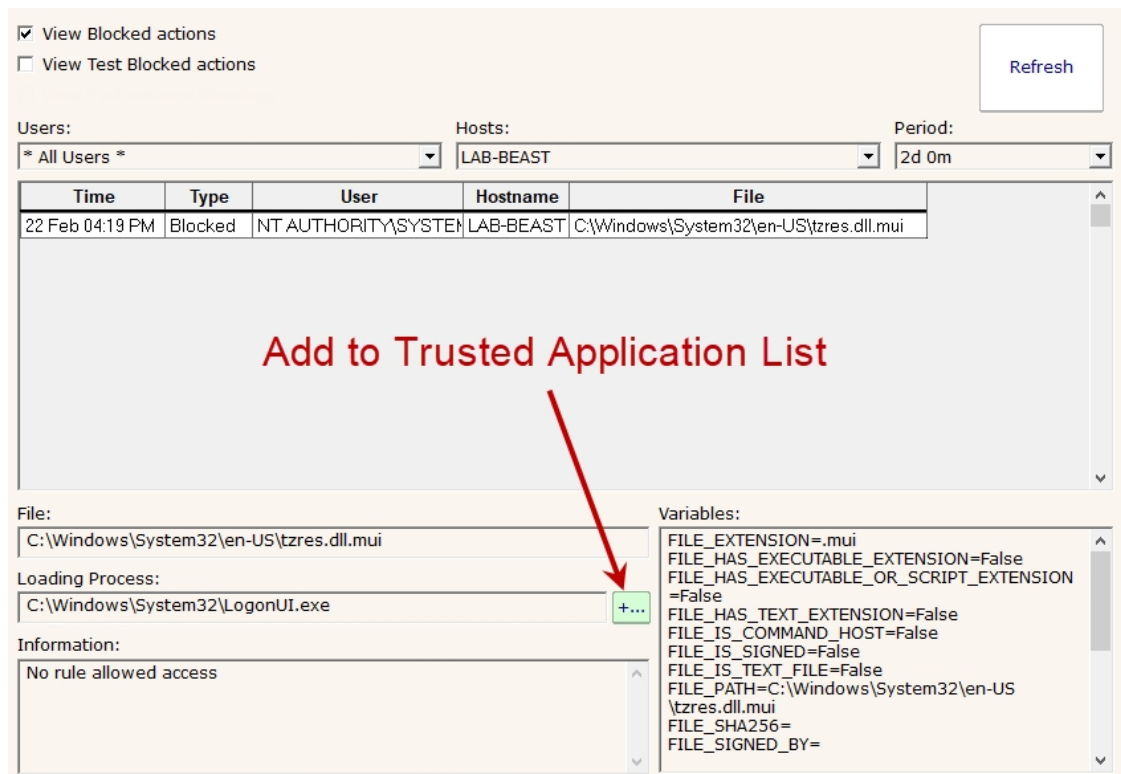 View Blocked actions
View Test Blocked actions
Refresh
Users:
Hosts:
Period:
* All Users *
LAB-BEAST
2d 0m
Time Type User Hostname File
22 Feb 04:19 PM Blocked NT AUTHORITY\SYSTEM LAB-BEAST C:\Windows\System32\en-US\tzres.dll.mui
Add to Trusted Application List
File:
C:\Windows\System32\en-US\tzres.dll.mui
Loading Process:
C:\Windows\System32\LogonUI.exe
+...
Information:
No rule allowed access
Variables:
FILE_EXTENSION=.mui
FILE_HAS_EXECUTABLE_EXTENSION=False
FILE_HAS_EXECUTABLE_OR_SCRIPT_EXTENSION
=False
FILE_HAS_TEXT_EXTENSION=False
FILE_IS_COMMAND_HOST=False
FILE_IS_SIGNED=False
FILE_IS_TEXT_FILE=False
FILE_PATH=C:\Windows\System32\en-US
\tzres.dll.mui
FILE_SHA256=
FILE_SIGNED_BY=